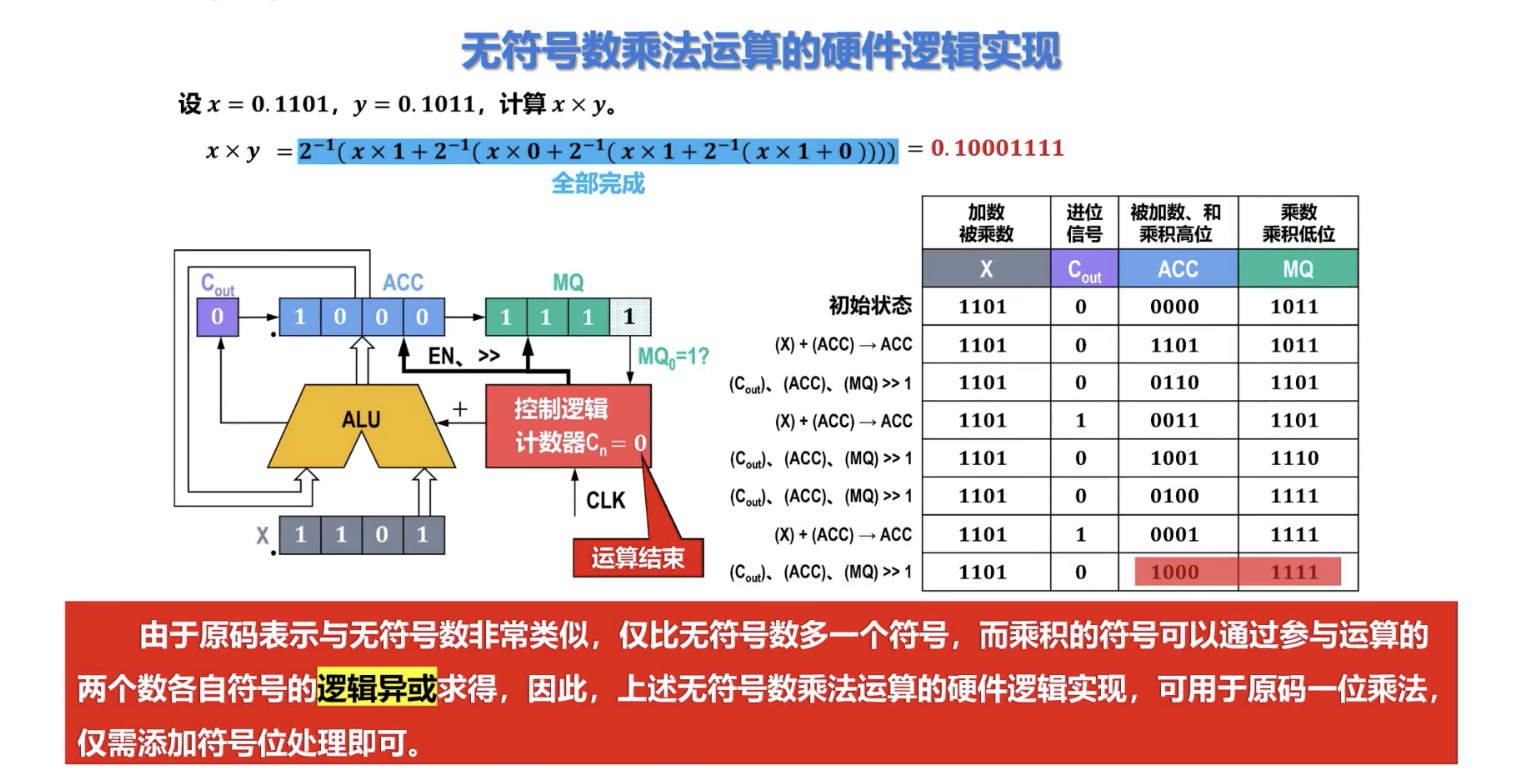 无符号数乘法运算的硬件逻辑实现
设 x = 0.1101，y = 0.1011，计算 x × y。
x × y = 2⁻¹( x × 1 + 2⁻¹( x × 0 + 2⁻¹( x × 1 + 2⁻¹( x × 1 + 0 )))) = 0.10001111
全部完成
Cout ACC MQ
0 . 1 0 0 0 1 1 1 1
EN、>> MQ0=1?
ALU + 控制逻辑
计数器Cn = 0
CLK
X . 1 1 0 1
运算结束
加数 进位 被加数、和 乘数
被乘数 信号 乘积高位 乘积低位
X Cout ACC MQ
初始状态 1101 0 0000 1011
(X) + (ACC) → ACC 1101 0 1101 1011
(Cout)、(ACC)、(MQ) >> 1 1101 0 0110 1101
(X) + (ACC) → ACC 1101 1 0011 1101
(Cout)、(ACC)、(MQ) >> 1 1101 0 1001 1110
(Cout)、(ACC)、(MQ) >> 1 1101 0 0100 1111
(X) + (ACC) → ACC 1101 1 0001 1111
(Cout)、(ACC)、(MQ) >> 1 1101 0 1000 1111
由于原码表示与无符号数非常类似，仅比无符号数多一个符号，而乘积的符号可以通过参与运算的
两个数各自符号的逻辑异或求得，因此，上述无符号数乘法运算的硬件逻辑实现，可用于原码一位乘法，
仅需添加符号位处理即可。